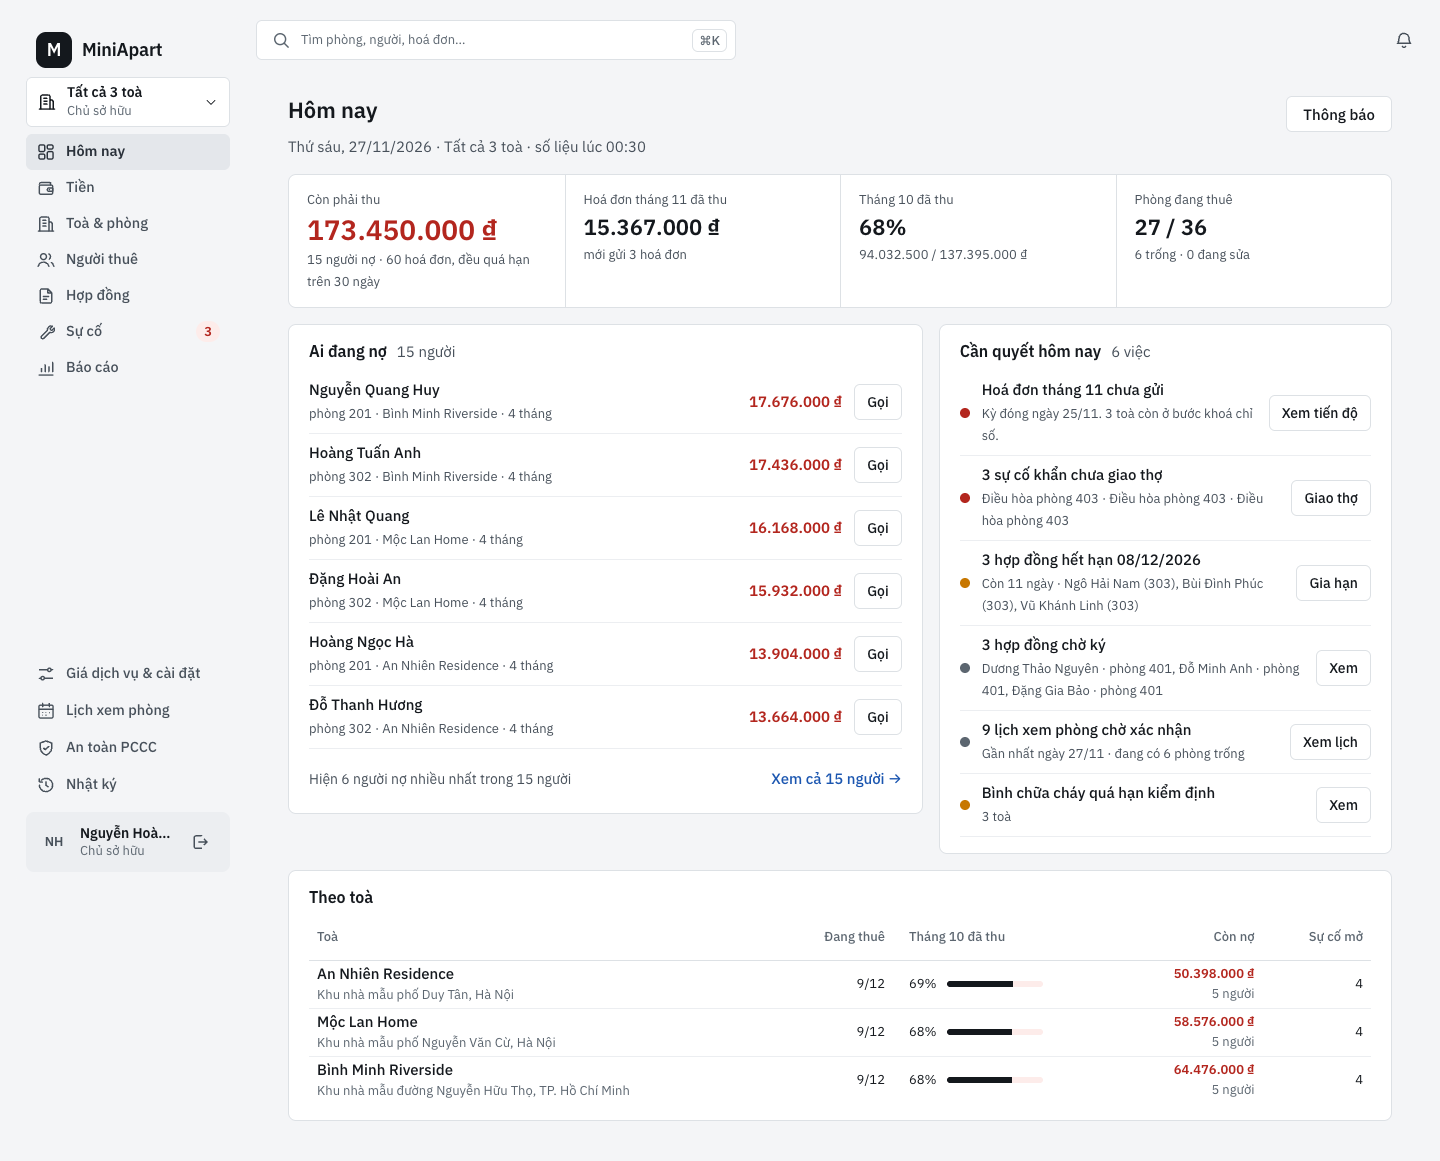 M MiniApart
Tìm phòng, người, hoá đơn...
⌘K
Tất cả 3 toà
Chủ sở hữu
Hôm nay
Tiền
Toà & phòng
Người thuê
Hợp đồng
Sự cố 3
Báo cáo
Giá dịch vụ & cài đặt
Lịch xem phòng
An toàn PCCC
Nhật ký
NH
Nguyễn Hoà...
Chủ sở hữu
Hôm nay
Thông báo
Thứ sáu, 27/11/2026 · Tất cả 3 toà · số liệu lúc 00:30
Còn phải thu
173.450.000 ₫
15 người nợ · 60 hoá đơn, đều quá hạn
trên 30 ngày
Hoá đơn tháng 11 đã thu
15.367.000 ₫
mới gửi 3 hoá đơn
Tháng 10 đã thu
68%
94.032.500 / 137.395.000 ₫
Phòng đang thuê
27 / 36
6 trống · 0 đang sửa
Ai đang nợ 15 người
Nguyễn Quang Huy
phòng 201 · Bình Minh Riverside · 4 tháng
17.676.000 ₫ Gọi
Hoàng Tuấn Anh
phòng 302 · Bình Minh Riverside · 4 tháng
17.436.000 ₫ Gọi
Lê Nhật Quang
phòng 201 · Mộc Lan Home · 4 tháng
16.168.000 ₫ Gọi
Đặng Hoài An
phòng 302 · Mộc Lan Home · 4 tháng
15.932.000 ₫ Gọi
Hoàng Ngọc Hà
phòng 201 · An Nhiên Residence · 4 tháng
13.904.000 ₫ Gọi
Đỗ Thanh Hương
phòng 302 · An Nhiên Residence · 4 tháng
13.664.000 ₫ Gọi
Hiện 6 người nợ nhiều nhất trong 15 người
Xem cả 15 người →
Cần quyết hôm nay 6 việc
Hoá đơn tháng 11 chưa gửi
Kỳ đóng ngày 25/11. 3 toà còn ở bước khoá chỉ
số.
Xem tiến độ
3 sự cố khẩn chưa giao thợ
Điều hòa phòng 403 · Điều hòa phòng 403 · Điều
hòa phòng 403
Giao thợ
3 hợp đồng hết hạn 08/12/2026
Còn 11 ngày · Ngô Hải Nam (303), Bùi Đình Phúc
(303), Vũ Khánh Linh (303)
Gia hạn
3 hợp đồng chờ ký
Dương Thảo Nguyên · phòng 401, Đỗ Minh Anh · phòng
401, Đặng Gia Bảo · phòng 401
Xem
9 lịch xem phòng chờ xác nhận
Gần nhất ngày 27/11 · đang có 6 phòng trống
Xem lịch
Bình chữa cháy quá hạn kiểm định
3 toà
Xem
Theo toà
Toà Đang thuê Tháng 10 đã thu Còn nợ Sự cố mở
An Nhiên Residence
Khu nhà mẫu phố Duy Tân, Hà Nội
9/12 69% 50.398.000 ₫ 4
5 người
Mộc Lan Home
Khu nhà mẫu phố Nguyễn Văn Cừ, Hà Nội
9/12 68% 58.576.000 ₫ 4
5 người
Bình Minh Riverside
Khu nhà mẫu đường Nguyễn Hữu Thọ, TP. Hồ Chí Minh
9/12 68% 64.476.000 ₫ 4
5 người